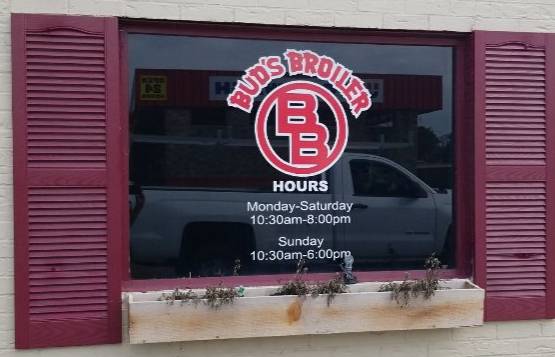 BUD'S BROILER
BB
HOURS
Monday-Saturday
10:30am-8:00pm
Sunday
10:30am-6:00pm